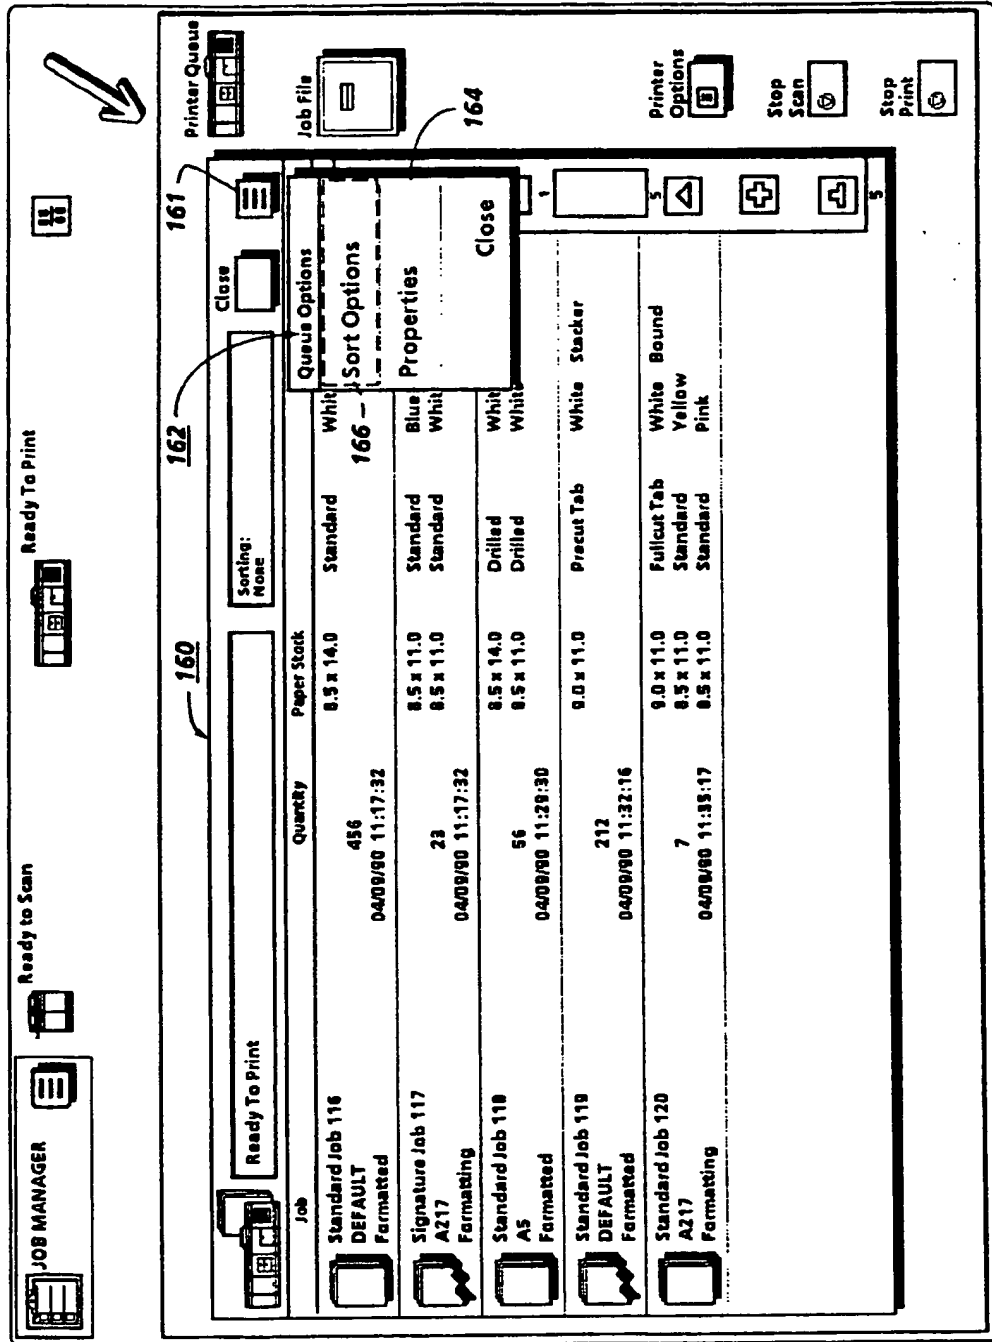 JOB MANAGER
Ready to Scan
Ready To Print
160
162
161
Ready To Print
Sorting:
None
Close
Printer Queue
Job Quantity Paper Stock
Queue Options
Sort Options
Properties
Close
166
164
Standard Job 116
DEFAULT 456
Formatted 04/09/90 11:17:32
8.5 x 14.0 Standard Whit
Signature Job 117
A217 23
Formatting 04/09/90 11:17:32
8.5 x 11.0 Standard Blue
8.5 x 11.0 Standard Whit
Standard Job 118
A5 56
Formatted 04/09/90 11:29:30
8.5 x 14.0 Drilled Whit
8.5 x 11.0 Drilled White
Standard Job 119
DEFAULT 212
Formatted 04/09/90 11:32:16
9.0 x 11.0 Precut Tab White Stacker
Standard Job 120
A217 7
Formatting 04/09/90 11:35:17
9.0 x 11.0 Fullcut Tab White Bound
8.5 x 11.0 Standard Yellow
8.5 x 11.0 Standard Pink
1
5
5
Job File
Printer
Options
Stop
Scan
Stop
Print